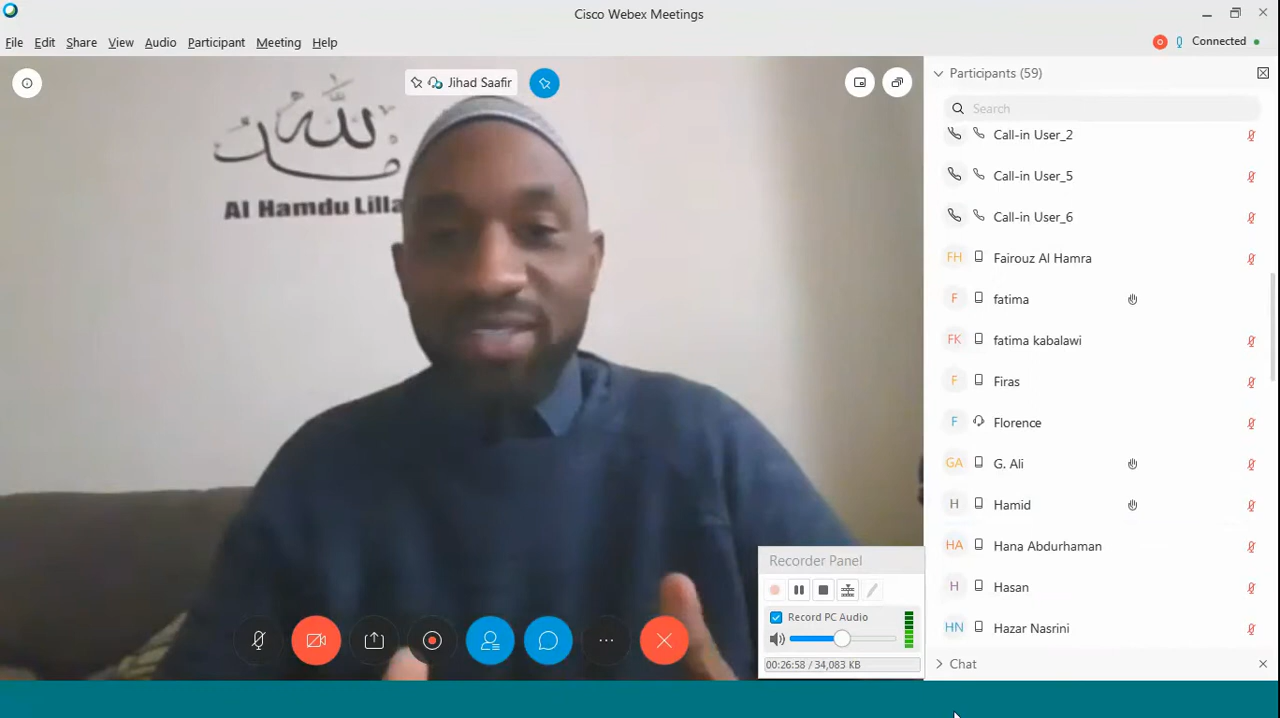 Cisco Webex Meetings
File Edit Share View Audio Participant Meeting Help
Connected
Jihad Saafir
Participants (59)
Search
Call-in User_2
Call-in User_5
Call-in User_6
FH Fairouz Al Hamra
F fatima
FK fatima kabalawi
F Firas
F Florence
GA G. Ali
H Hamid
HA Hana Abdurhaman
H Hasan
HN Hazar Nasrini
Chat
Al Hamdu Lilla
Recorder Panel
Record PC Audio
00:26:58 / 34,083 KB